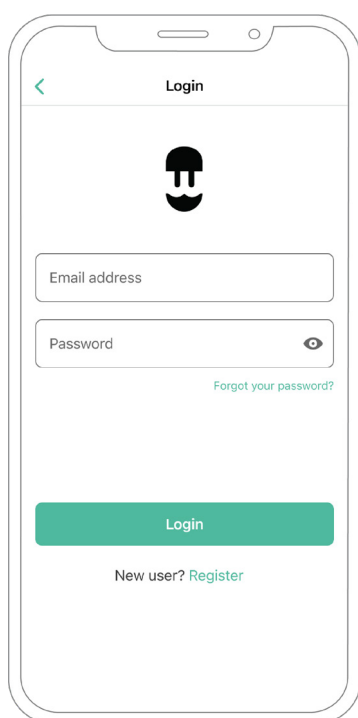 Login
Email address
Password
Forgot your password?
Login
New user? Register